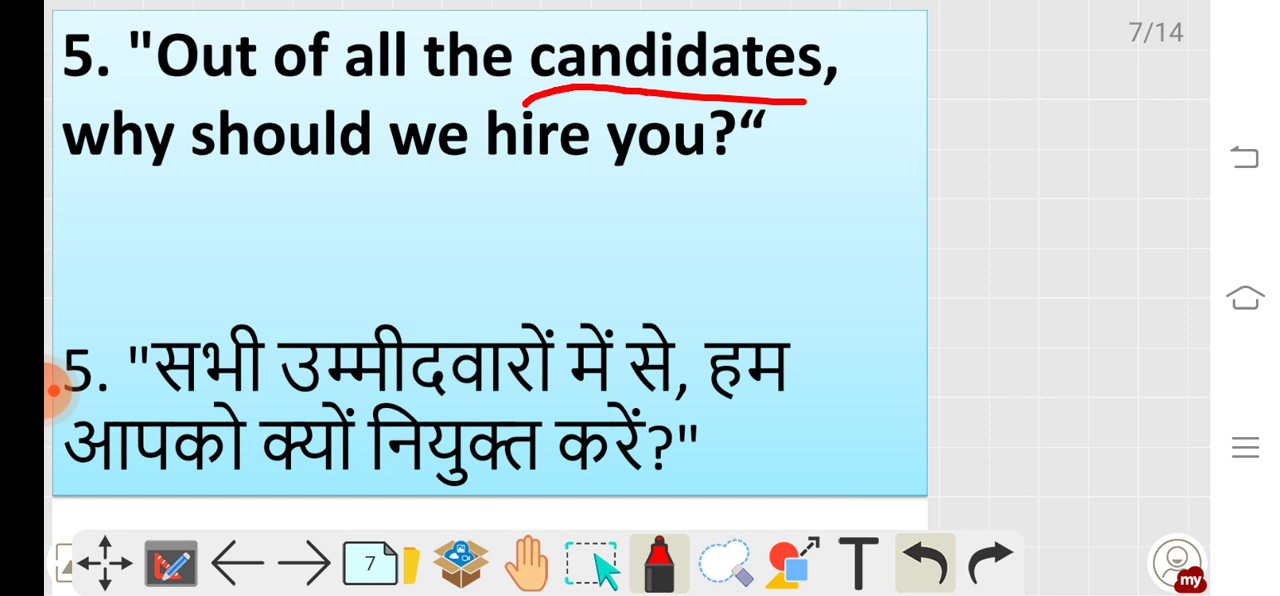 7/14
5. "Out of all the candidates,
why should we hire you?“
5. "सभी उम्मीदवारों में से, हम
आपको क्यों नियुक्त करें?"
7
T
my